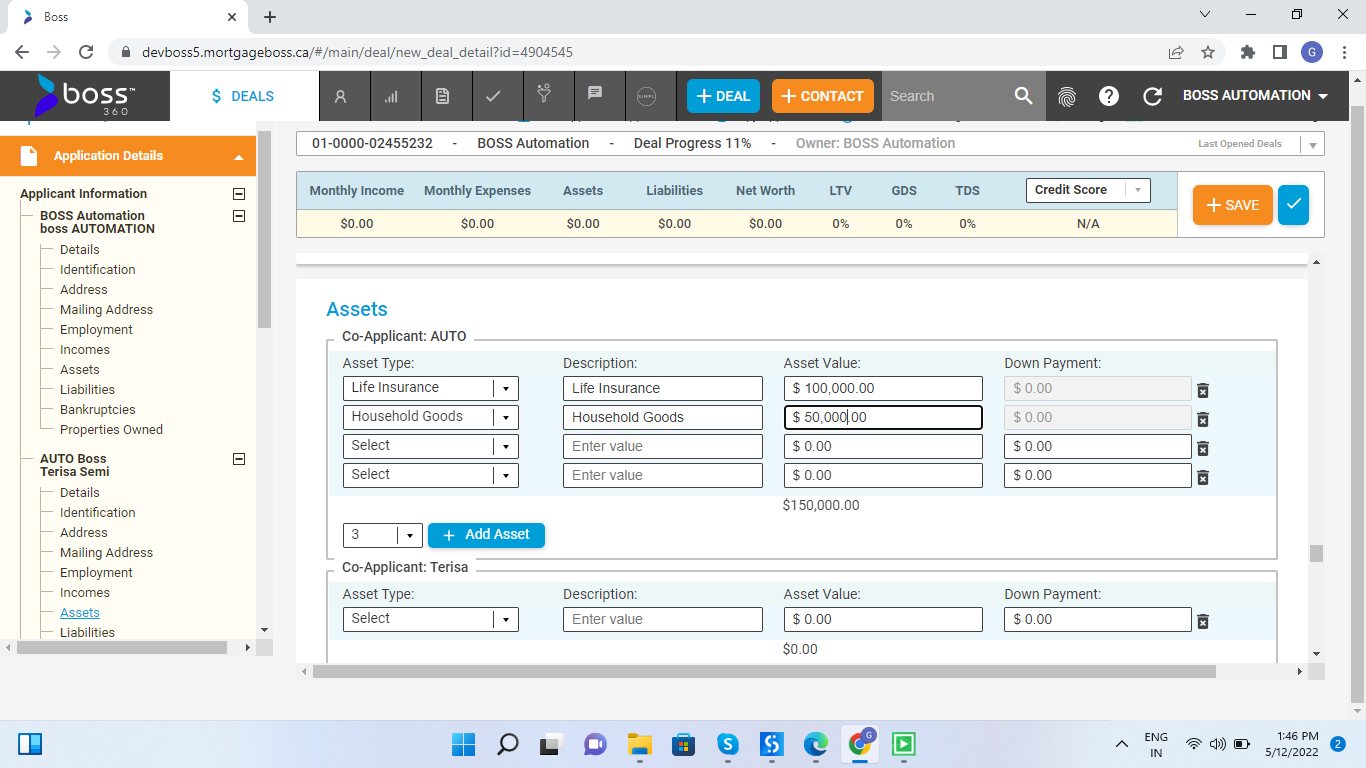 Boss
devboss5.mortgageboss.ca/#/main/deal/new_deal_detail?id=4904545
G
boss™
360
$ DEALS
SIMPL
+ DEAL
+ CONTACT
Search
BOSS AUTOMATION
Application Details
Applicant Information
BOSS Automation
boss AUTOMATION
Details
Identification
Address
Mailing Address
Employment
Incomes
Assets
Liabilities
Bankruptcies
Properties Owned
AUTO Boss
Terisa Semi
Details
Identification
Address
Mailing Address
Employment
Incomes
Assets
Liabilities
01-0000-02455232 - BOSS Automation - Deal Progress 11% - Owner: BOSS Automation
Last Opened Deals
Monthly Income Monthly Expenses Assets Liabilities Net Worth LTV GDS TDS Credit Score
$0.00 $0.00 $0.00 $0.00 $0.00 0% 0% 0% N/A
+ SAVE
Assets
Co-Applicant: AUTO
Asset Type: Description: Asset Value: Down Payment:
Life Insurance Life Insurance $ 100,000.00 $ 0.00
Household Goods Household Goods $ 50,000.00 $ 0.00
Select Enter value $ 0.00 $ 0.00
Select Enter value $ 0.00 $ 0.00
$150,000.00
3 + Add Asset
Co-Applicant: Terisa
Asset Type: Description: Asset Value: Down Payment:
Select Enter value $ 0.00 $ 0.00
$0.00
S
G
ENG
IN
1:46 PM
5/12/2022
2